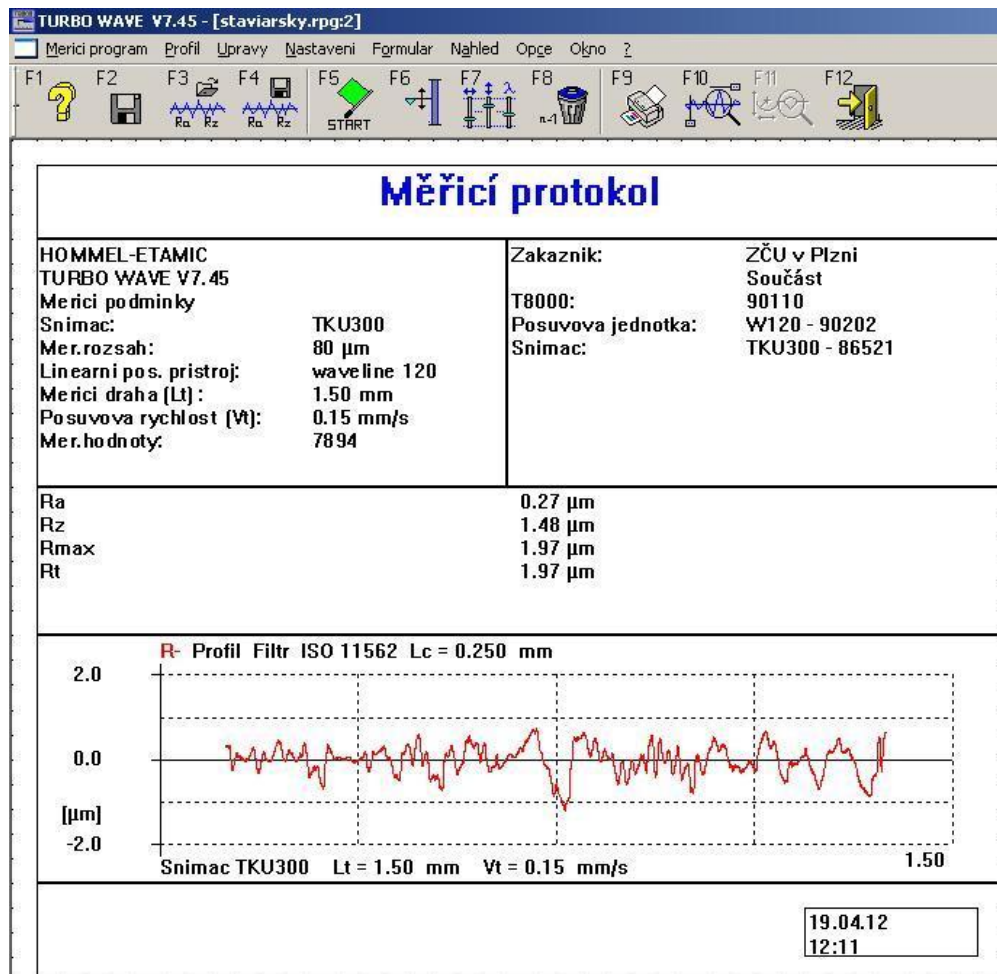 TURBO WAVE V7.45 - [staviarsky.rpg:2]
Merici program Profil Upravy Nastaveni Formular Nahled Opce Okno ?
F1 F2 F3 F4 F5 F6 F7 F8 F9 F10 F11 F12
Ra Rz Ra Rz START λ n-1
Měřicí protokol
HOMMEL-ETAMIC
TURBO WAVE V7.45
Merici podminky
Snimac: TKU300
Mer.rozsah: 80 µm
Linearni pos. pristroj: waveline 120
Merici draha (Lt) : 1.50 mm
Posuvova rychlost (Vt): 0.15 mm/s
Mer.hodnoty: 7894
Zakaznik: ZČU v Plzni
Součást
T8000: 90110
Posuvova jednotka: W120 - 90202
Snimac: TKU300 - 86521
Ra 0.27 µm
Rz 1.48 µm
Rmax 1.97 µm
Rt 1.97 µm
R- Profil Filtr ISO 11562 Lc = 0.250 mm
2.0
0.0
[µm]
-2.0
1.50
Snimac TKU300 Lt = 1.50 mm Vt = 0.15 mm/s
19.04.12
12:11